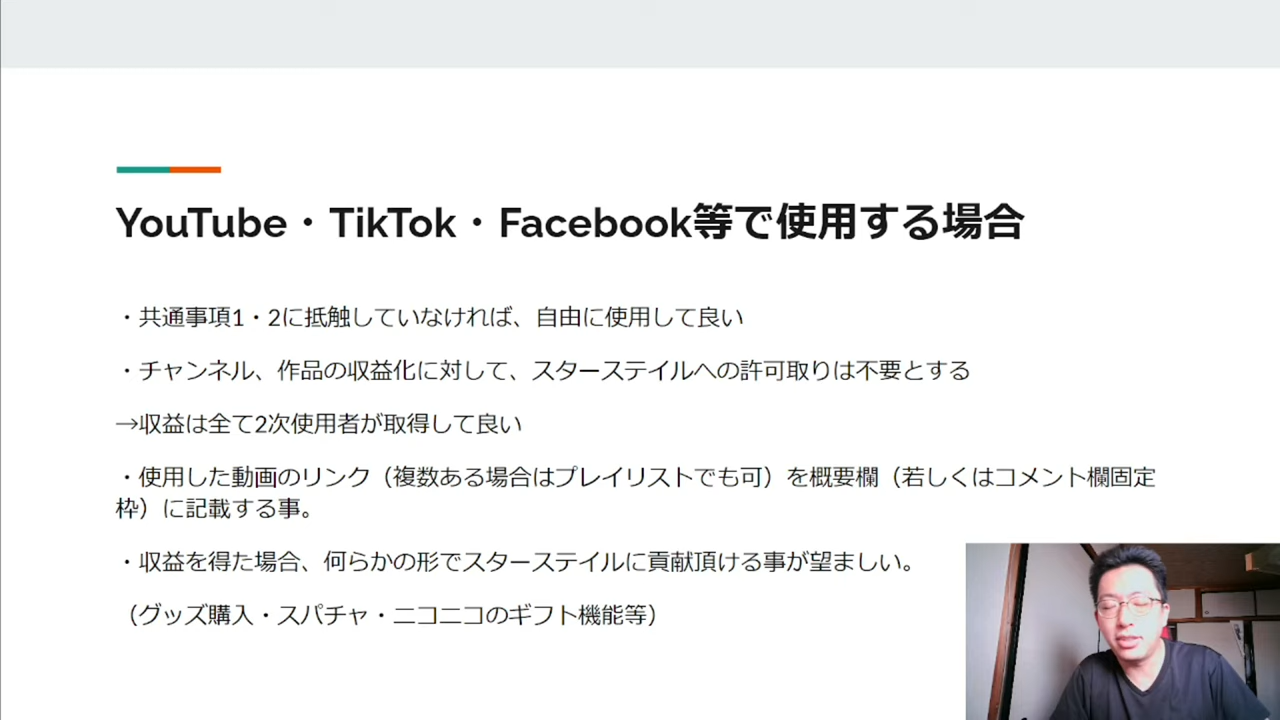 YouTube・TikTok・Facebook等で使用する場合
・共通事項1・2に抵触していなければ、自由に使用して良い
・チャンネル、作品の収益化に対して、スターステイルへの許可取りは不要とする
→収益は全て2次使用者が取得して良い
・使用した動画のリンク（複数ある場合はプレイリストでも可）を概要欄（若しくはコメント欄固定
枠）に記載する事。
・収益を得た場合、何らかの形でスターステイルに貢献頂ける事が望ましい。
（グッズ購入・スパチャ・ニコニコのギフト機能等）